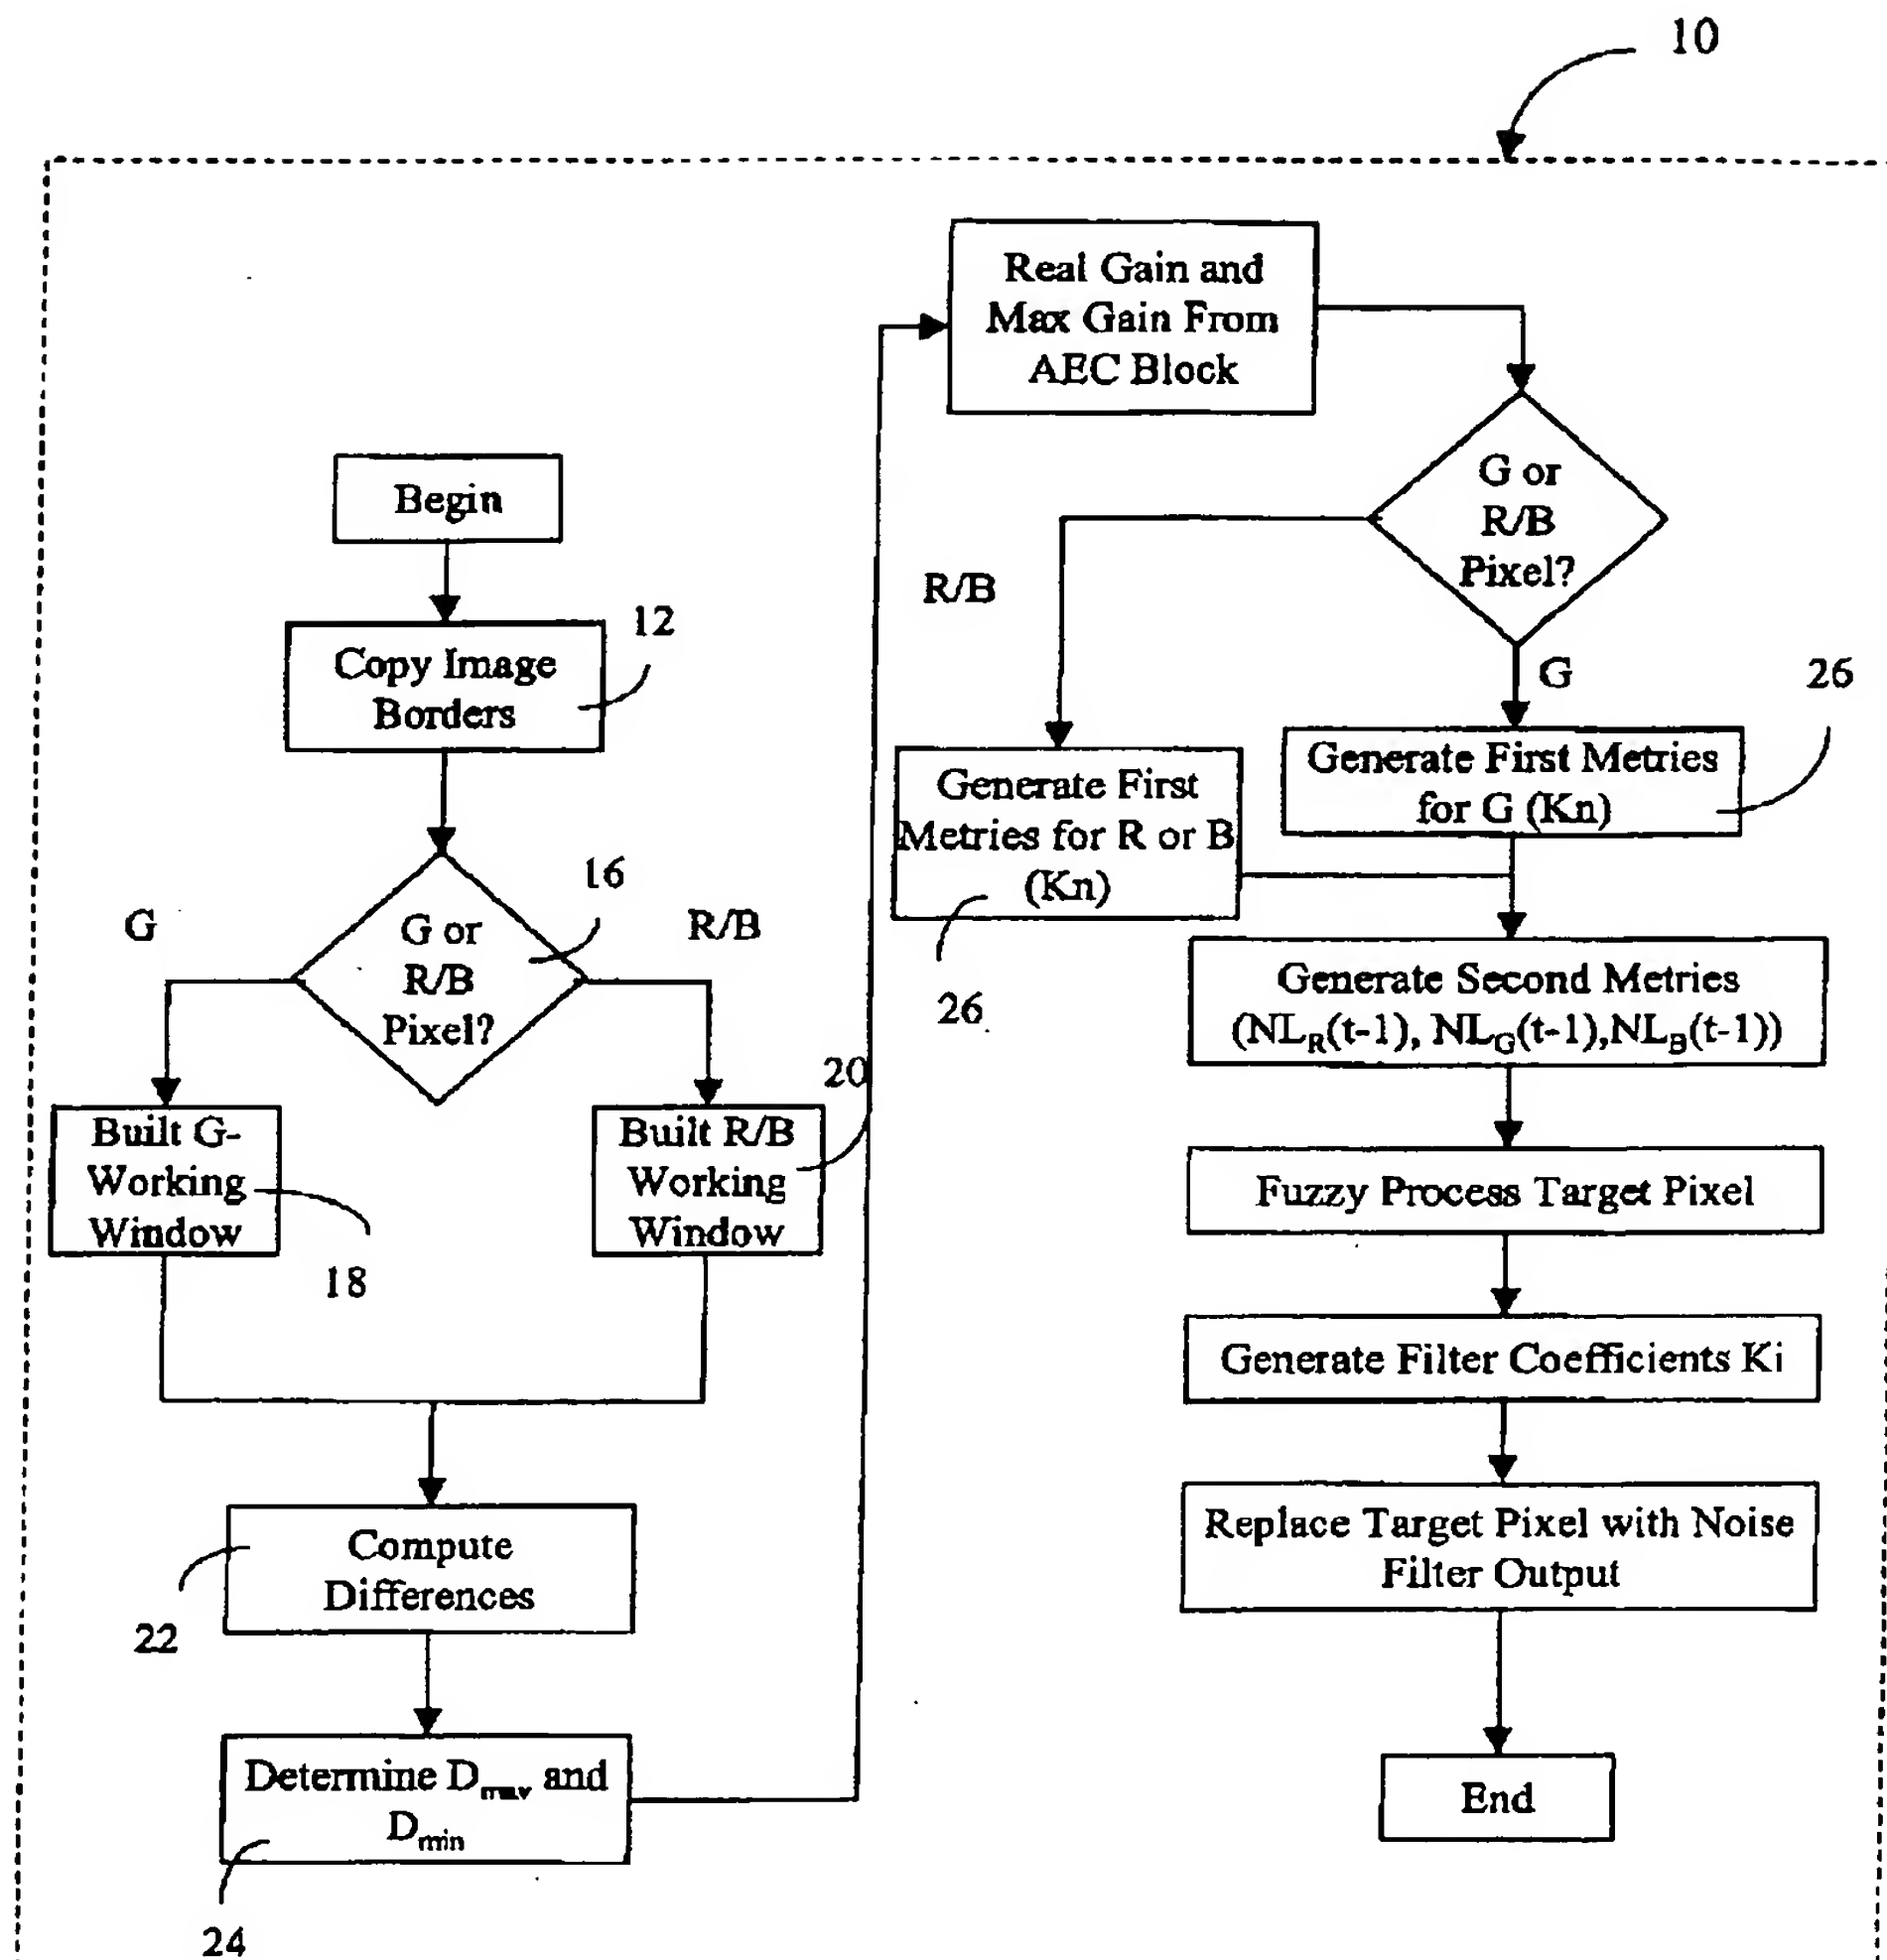 10
Begin
12
Copy Image
Borders
16
G or
R/B
Pixel?
G
R/B
20
Built G-
Working
Window
18
Built R/B
Working
Window
Compute
Differences
22
Determine Dmax and
Dmin
24
Real Gain and
Max Gain From
AEC Block
G or
R/B
Pixel?
R/B
G
26
Generate First
Metries for R or B
(Kn)
26
Generate First Metries
for G (Kn)
Generate Second Metries
(NLR(t-1), NLG(t-1),NLB(t-1))
Fuzzy Process Target Pixel
Generate Filter Coefficients Ki
Replace Target Pixel with Noise
Filter Output
End